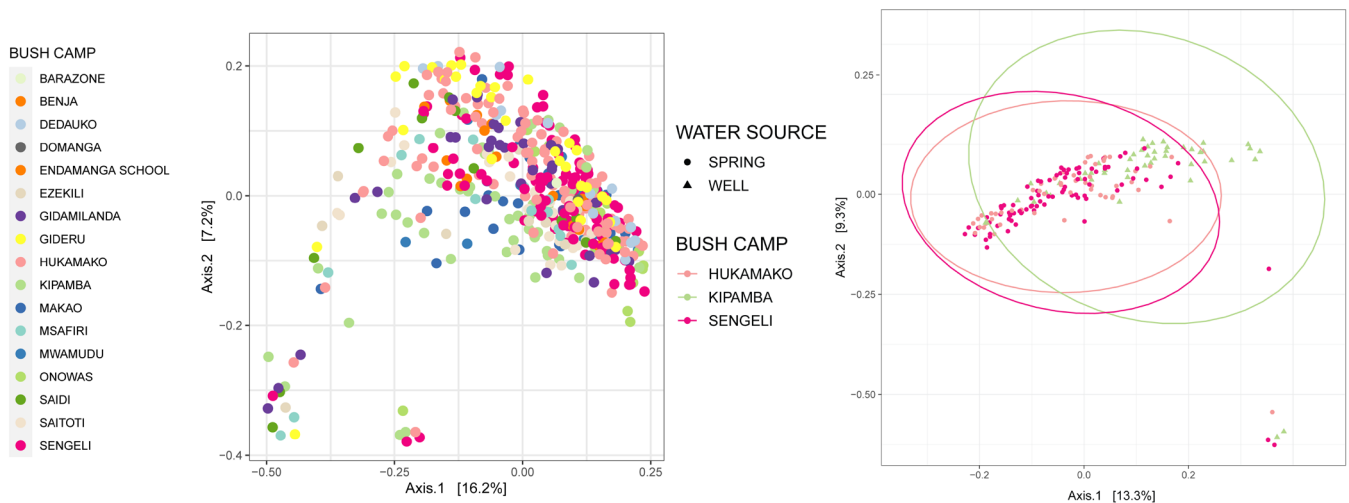 BUSH CAMP
BARAZONE
BENJA
DEDAUKO
DOMANGA
ENDAMANGA SCHOOL
EZEKILI
GIDAMILANDA
GIDERU
HUKAMAKO
KIPAMBA
MAKAO
MSAFIRI
MWAMUDU
ONOWAS
SAIDI
SAITOTI
SENGELI
Axis.2 [7.2%]
0.2
0.0
−0.2
−0.4
−0.50
−0.25
0.00
0.25
Axis.1 [16.2%]
WATER SOURCE
SPRING
WELL
BUSH CAMP
HUKAMAKO
KIPAMBA
SENGELI
Axis.2 [9.3%]
0.25
0.00
−0.25
−0.50
−0.2
0.0
0.2
Axis.1 [13.3%]